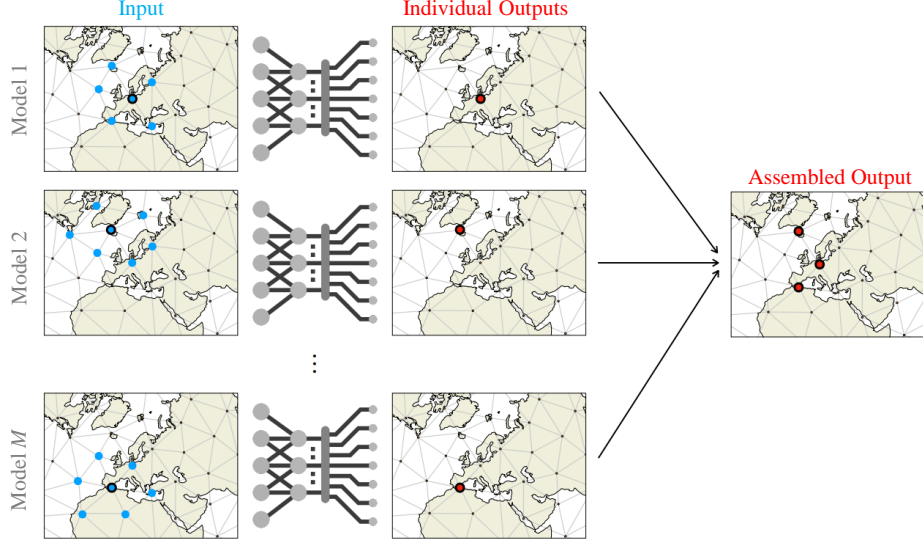 Input
Individual Outputs
Model 1
Assembled Output
Model 2
...
Model M